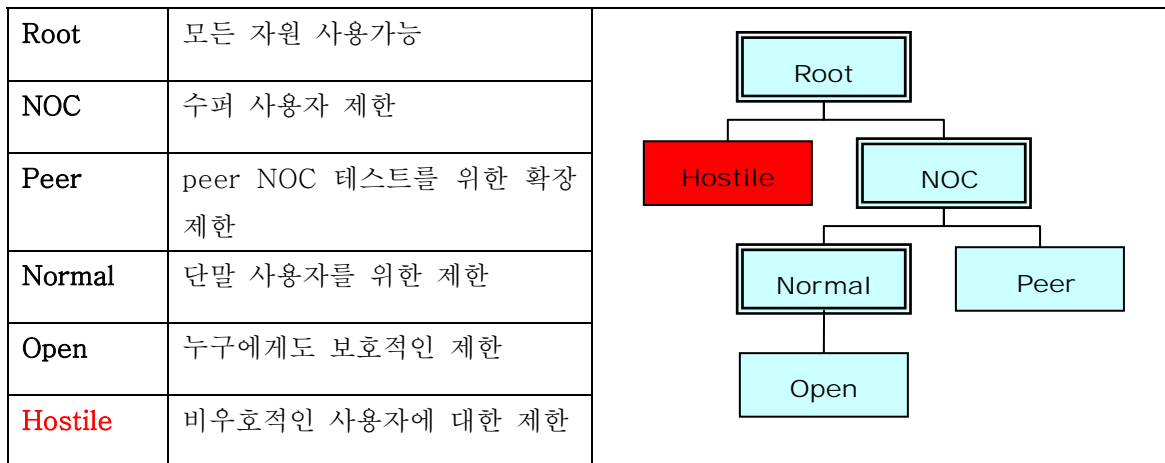 Root 모든 자원 사용가능
NOC 수퍼 사용자 제한
Peer peer NOC 테스트를 위한 확장
제한
Normal 단말 사용자를 위한 제한
Open 누구에게도 보호적인 제한
Hostile 비우호적인 사용자에 대한 제한
Root
Hostile NOC
Normal Peer
Open